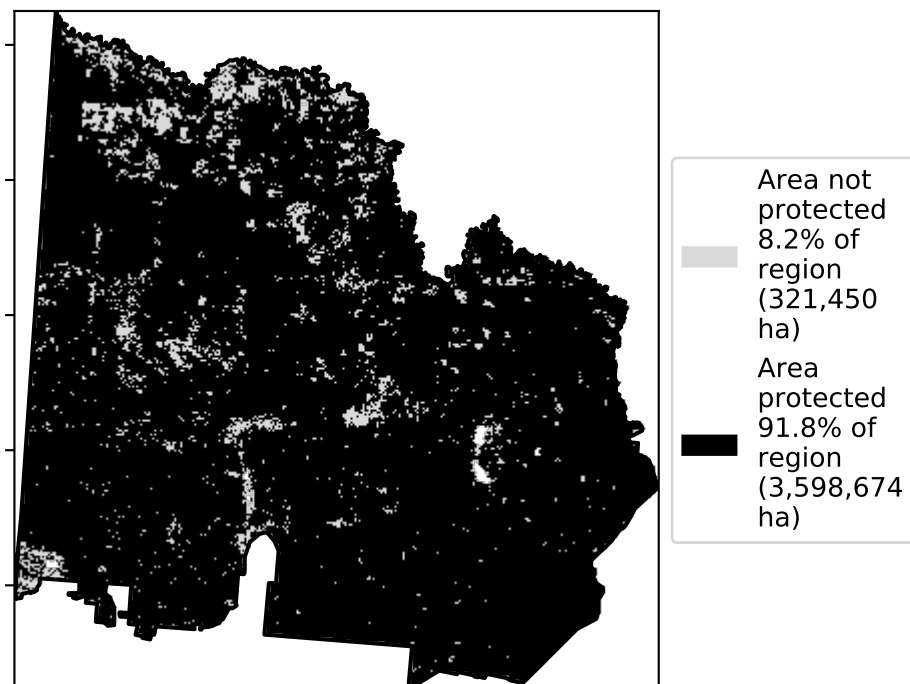 Area not
protected
8.2% of
region
(321,450
ha)
Area
protected
91.8% of
region
(3,598,674
ha)